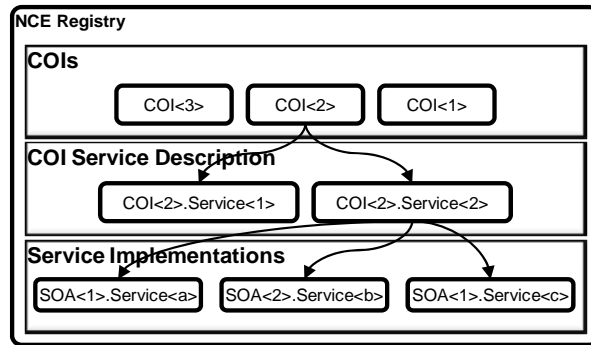 NCE Registry
COIs
COI<3> COI<2> COI<1>
COI Service Description
COI<2>.Service<1> COI<2>.Service<2>
Service Implementations
SOA<1>.Service<a> SOA<2>.Service<b> SOA<1>.Service<c>